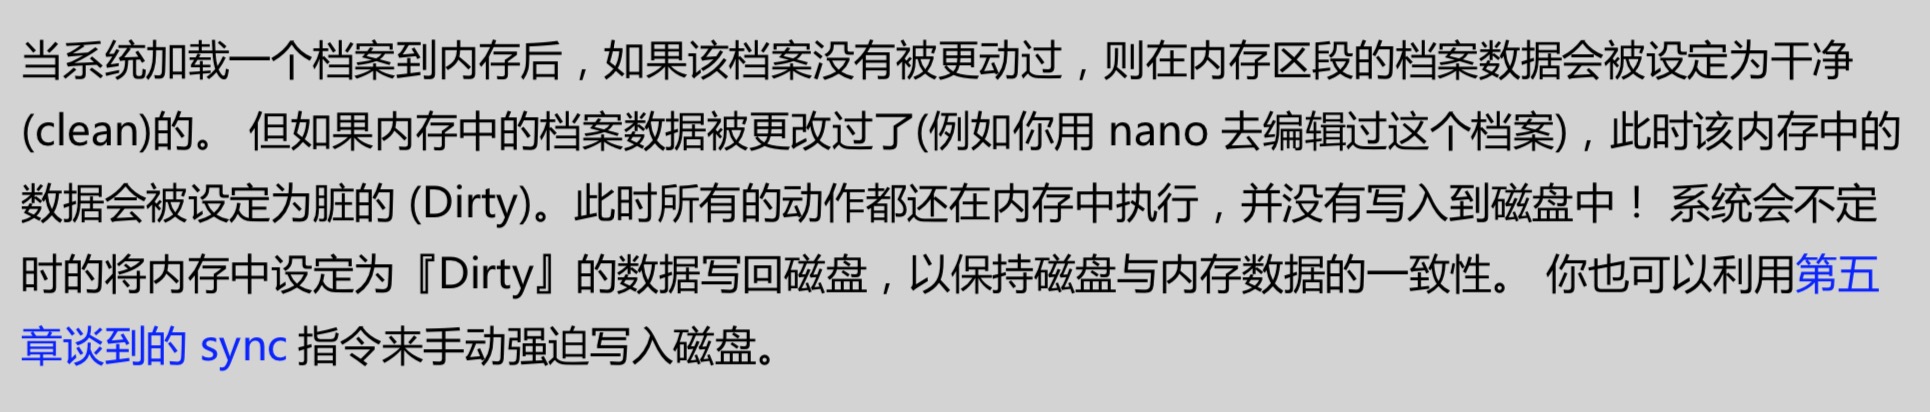 当系统加载一个档案到内存后，如果该档案没有被更动过，则在内存区段的档案数据会被设定为干净
(clean)的。 但如果内存中的档案数据被更改过了(例如你用 nano 去编辑过这个档案)，此时该内存中的
数据会被设定为脏的 (Dirty)。此时所有的动作都还在内存中执行，并没有写入到磁盘中！ 系统会不定
时的将内存中设定为『Dirty』的数据写回磁盘，以保持磁盘与内存数据的一致性。 你也可以利用第五
章谈到的 sync 指令来手动强迫写入磁盘。